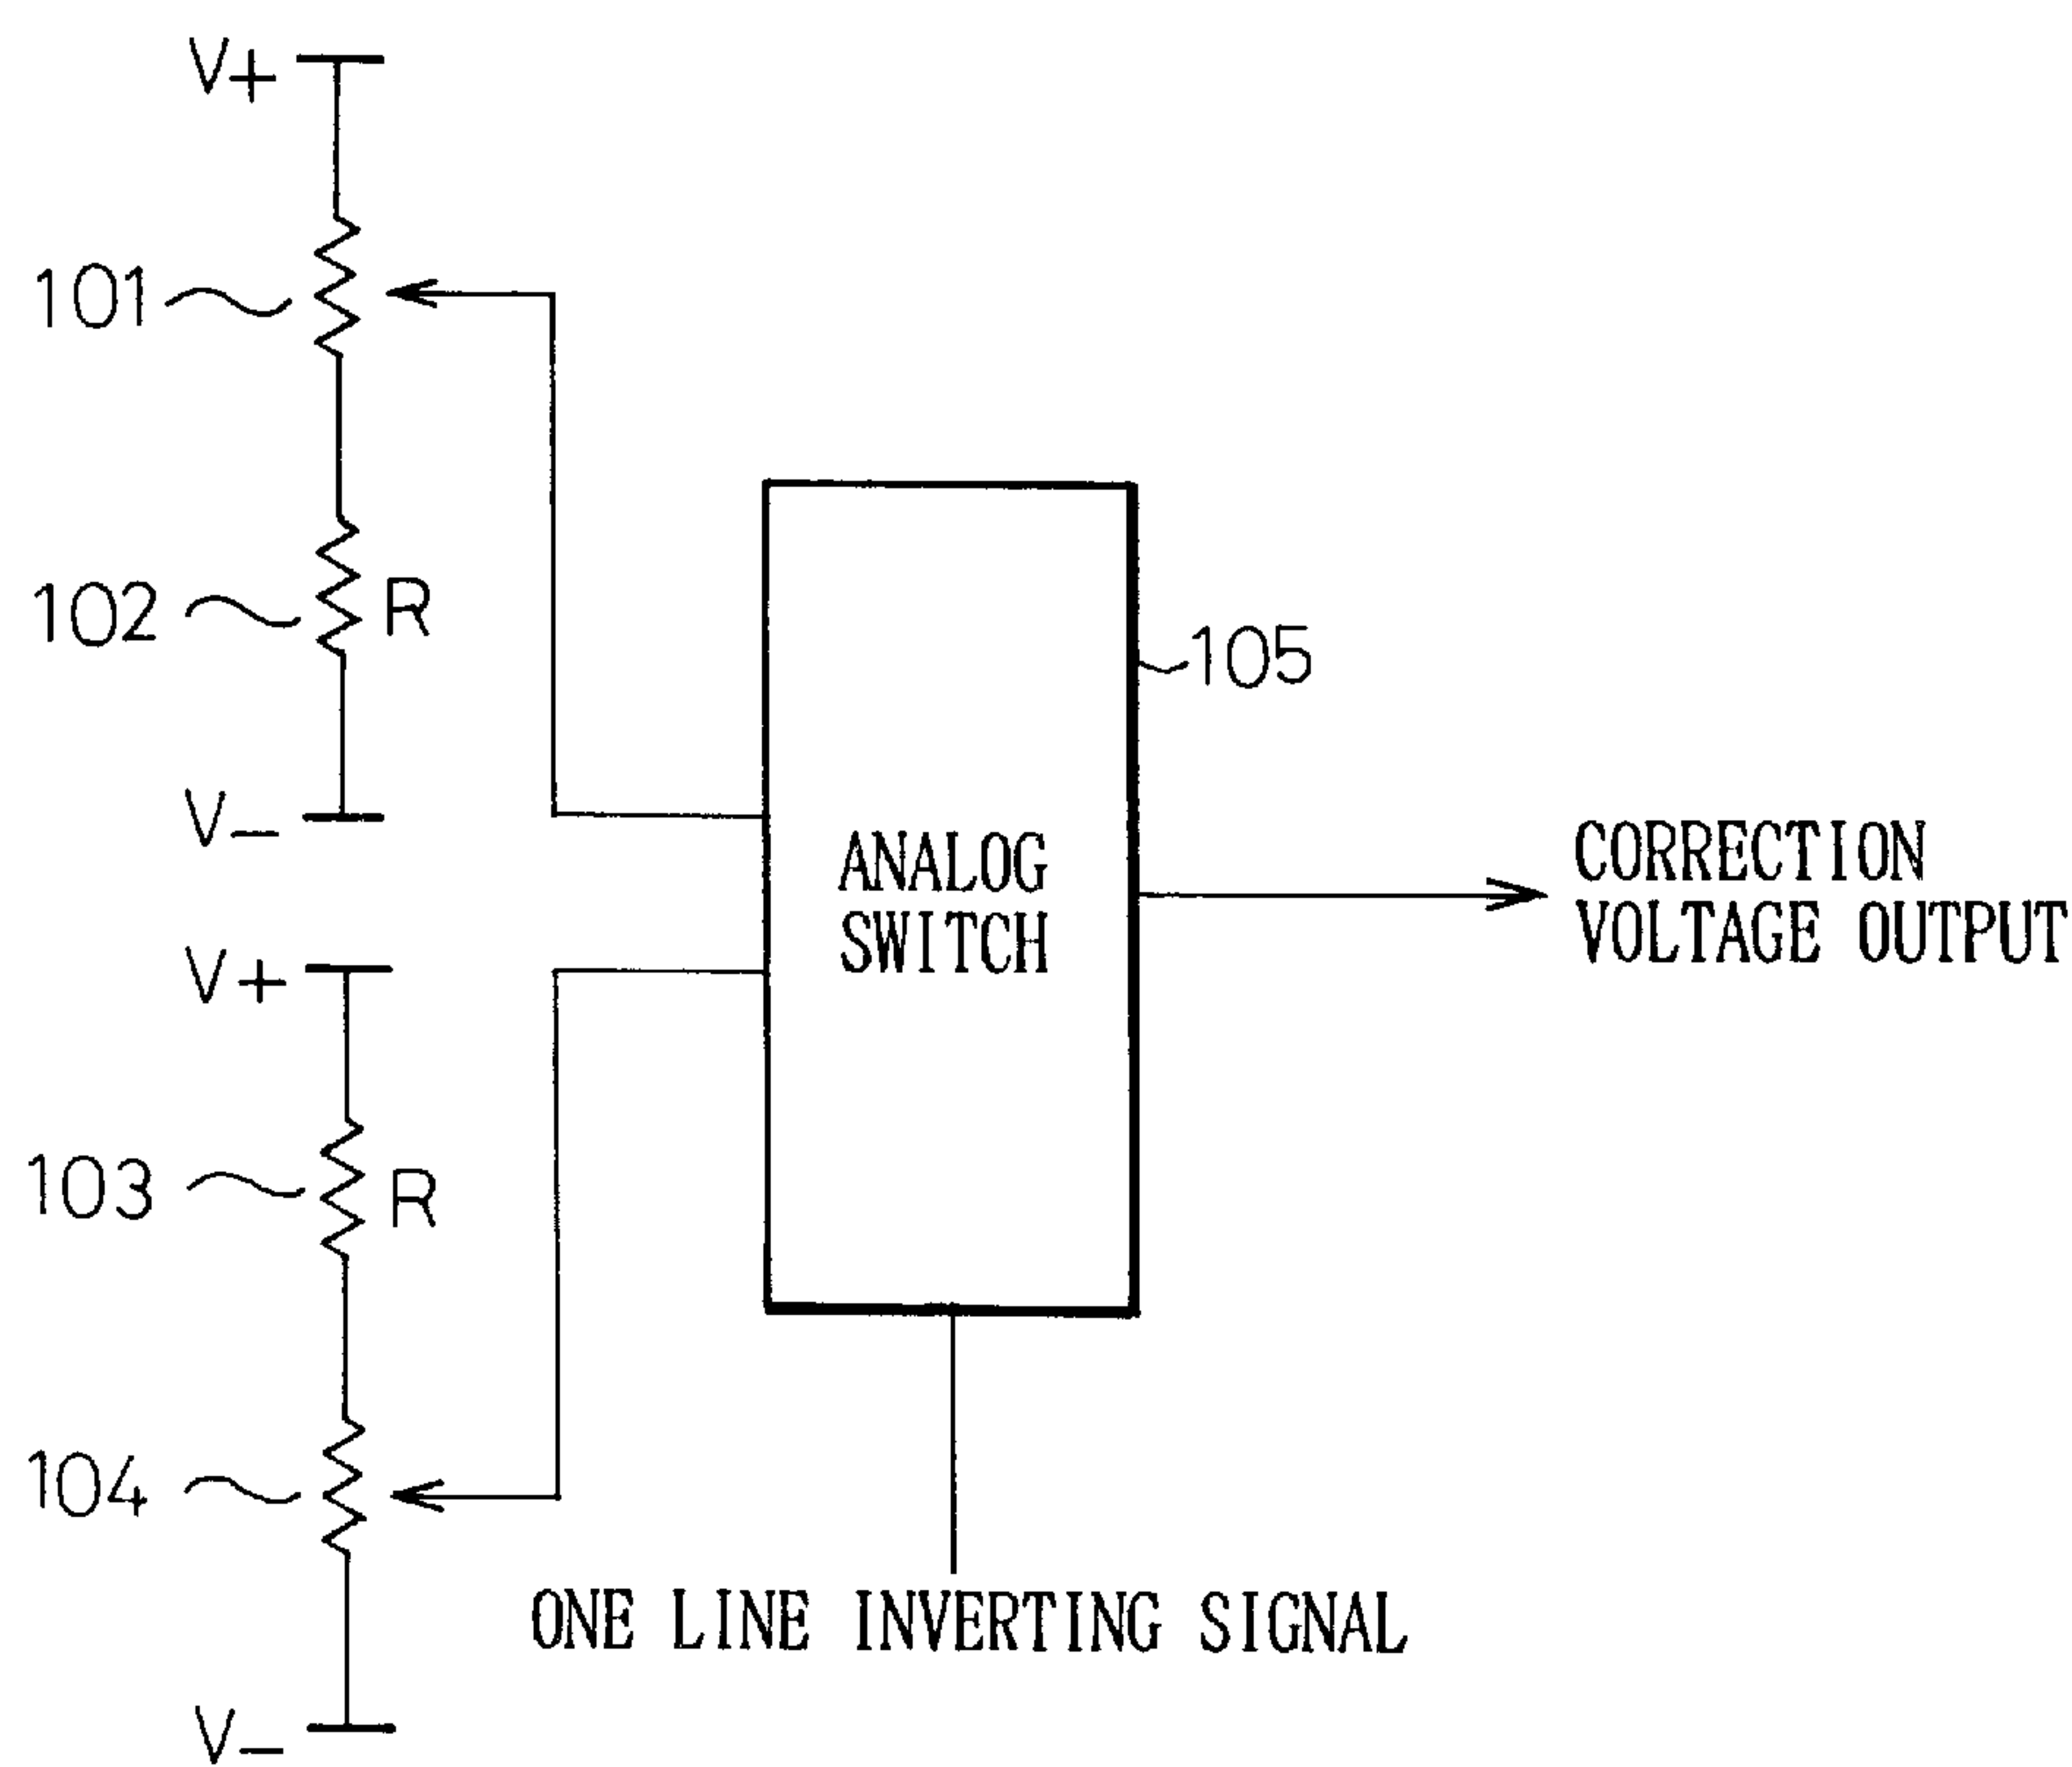 V+
101
102
R
V-
105
ANALOG
SWITCH
CORRECTION
VOLTAGE OUTPUT
V+
103
R
104
ONE LINE INVERTING SIGNAL
V-